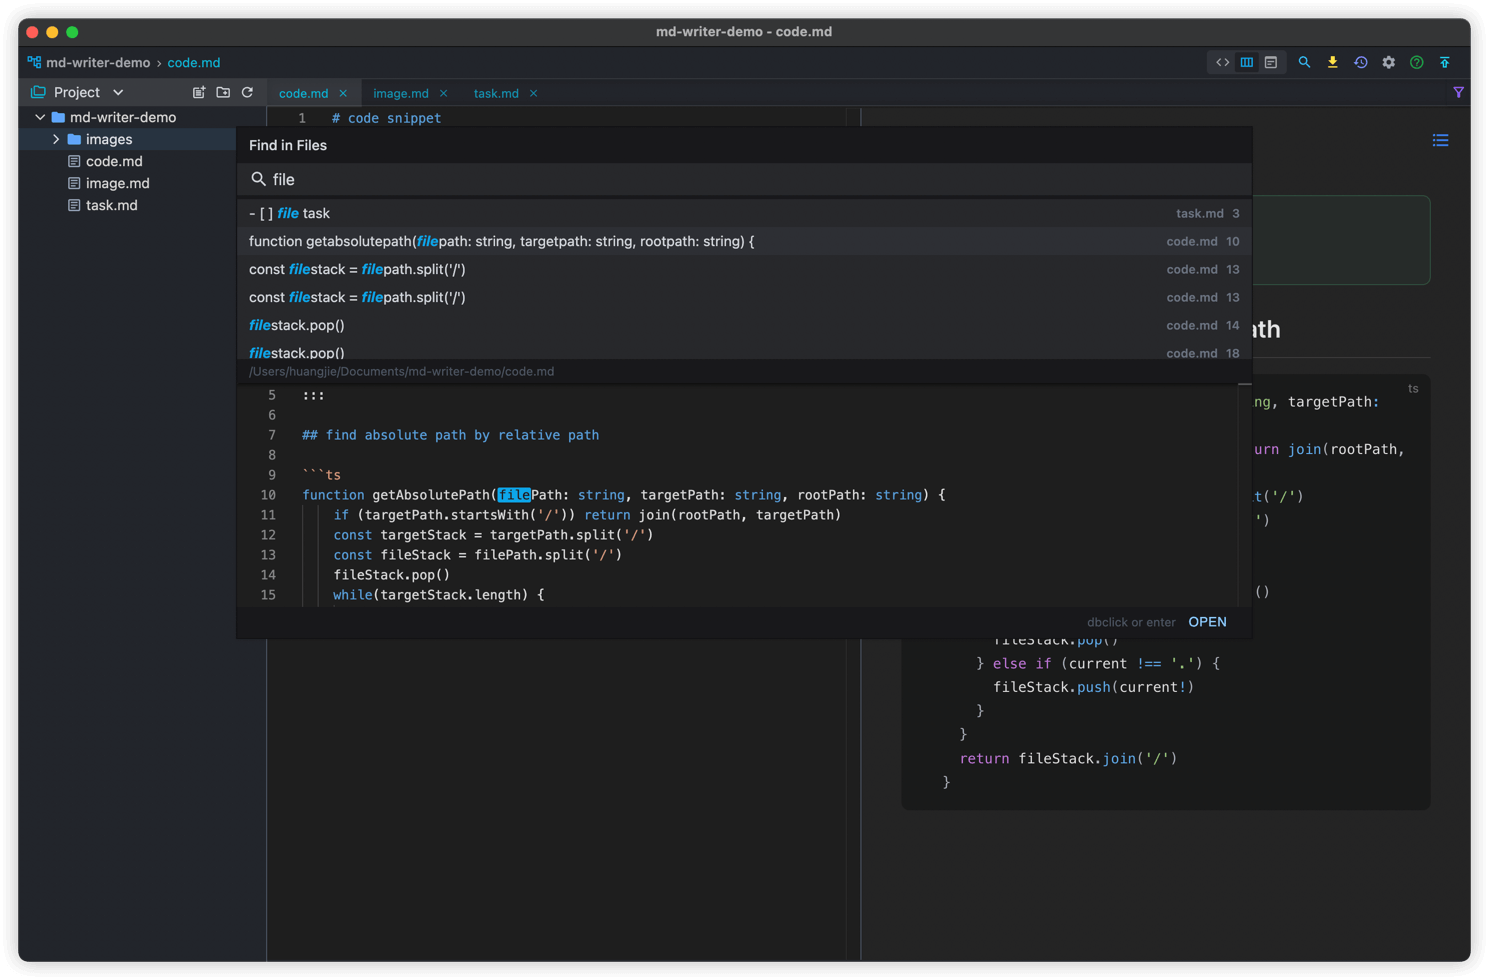 md-writer-demo - code.md
md-writer-demo › code.md
Project
code.md × image.md × task.md ×
md-writer-demo
images
code.md
image.md
task.md
1 # code snippet
Find in Files
file
- [ ] file task task.md 3
function getabsolutepath(filepath: string, targetpath: string, rootpath: string) { code.md 10
const filestack = filepath.split('/') code.md 13
const filestack = filepath.split('/') code.md 13
filestack.pop() code.md 14
filestack.pop() code.md 18
/Users/huangjie/Documents/md-writer-demo/code.md
5 :::
6
7 ## find absolute path by relative path
8
9 ```ts
10 function getAbsolutePath(filePath: string, targetPath: string, rootPath: string) {
11 if (targetPath.startsWith('/')) return join(rootPath, targetPath)
12 const targetStack = targetPath.split('/')
13 const fileStack = filePath.split('/')
14 fileStack.pop()
15 while(targetStack.length) {
dbclick or enter OPEN
ath
ts
ng, targetPath:
urn join(rootPath,
t('/')
')
()
fileStack.pop()
} else if (current !== '.') {
fileStack.push(current!)
}
}
return fileStack.join('/')
}